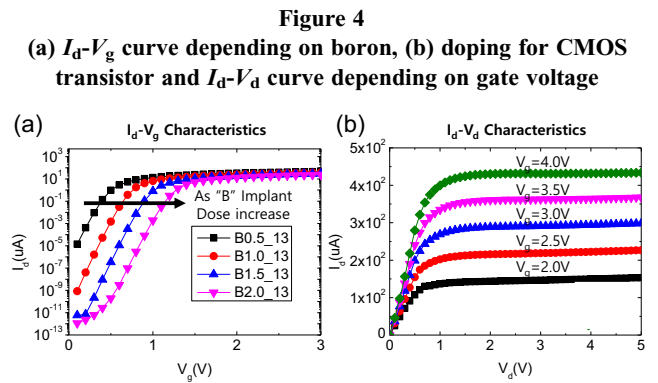 Figure 4
(a) Id-Vg curve depending on boron, (b) doping for CMOS
transistor and Id-Vd curve depending on gate voltage
(a)
Id-Vg Characteristics
Id(uA)
10^3
10^1
10^-1
10^-3
10^-5
10^-7
10^-9
10^-11
10^-13
As "B" Implant
Dose increase
B0.5_13
B1.0_13
B1.5_13
B2.0_13
0 1 2 3
Vg(V)
(b)
Id-Vd Characteristics
Id(uA)
5x10^2
4x10^2
3x10^2
2x10^2
1x10^2
0
Vg=4.0V
Vg=3.5V
Vg=3.0V
Vg=2.5V
Vg=2.0V
0 1 2 3 4 5
Vd(V)